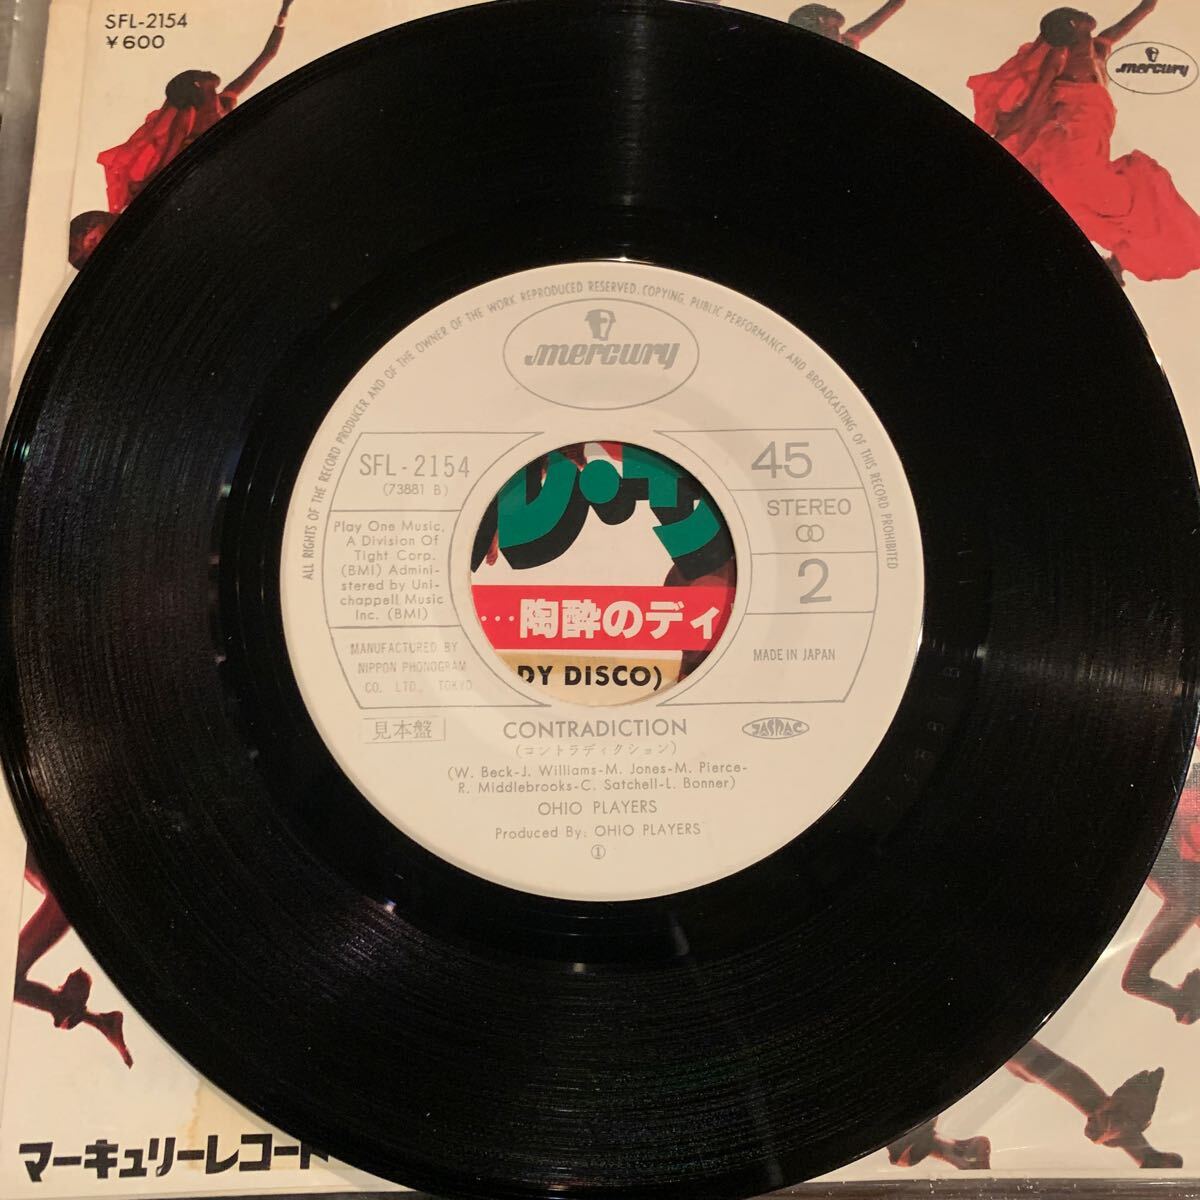 SFL-2154
¥600
mercury
ALL RIGHTS OF THE RECORD PRODUCER AND OF THE OWNER OF THE WORK REPRODUCED RESERVED. COPYING, PUBLIC PERFORMANCE AND BROADCASTING OF THIS RECORD PROHIBITED
mercury
SFL-2154
(73881 B)
Play One Music,
A Division Of
Tight Corp.
(BMI) Admini-
stered by Uni-
chappell Music
Inc. (BMI)
MANUFACTURED BY
NIPPON PHONOGRAM
CO. LTD., TOKYO
45
STEREO
2
MADE IN JAPAN
…陶酔のディ
DY DISCO)
見本盤
CONTRADICTION
JASRAC
(コントラディクション)
(W. Beck-J. Williams-M. Jones-M. Pierce-
R. Middlebrooks-C. Satchell-L. Bonner)
OHIO PLAYERS
Produced By: OHIO PLAYERS
①
マーキュリーレコード